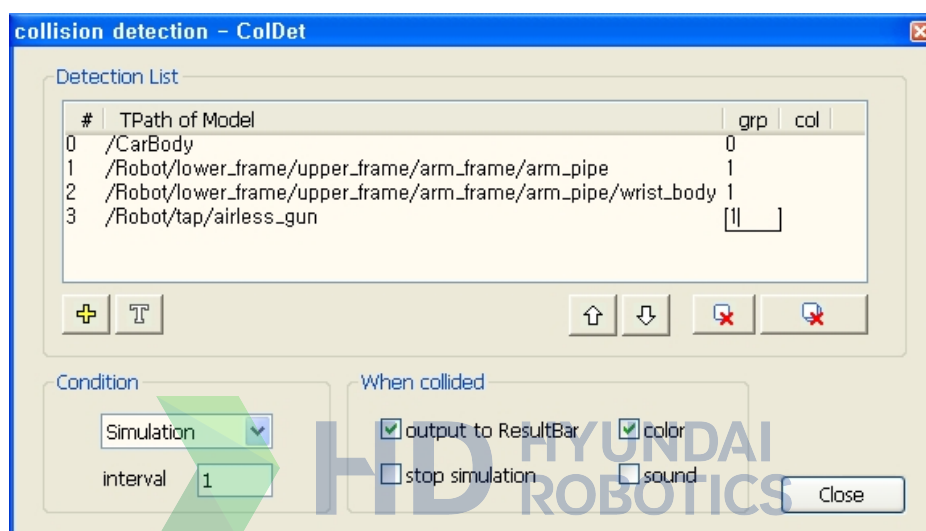 collision detection - ColDet
Detection List
# TPath of Model grp col
0 /CarBody 0
1 /Robot/lower_frame/upper_frame/arm_frame/arm_pipe 1
2 /Robot/lower_frame/upper_frame/arm_frame/arm_pipe/wrist_body 1
3 /Robot/tap/airless_gun [1 ]
T
Condition
Simulation
interval 1
When collided
output to ResultBar color
stop simulation sound
HD HYUNDAI
ROBOTICS
Close